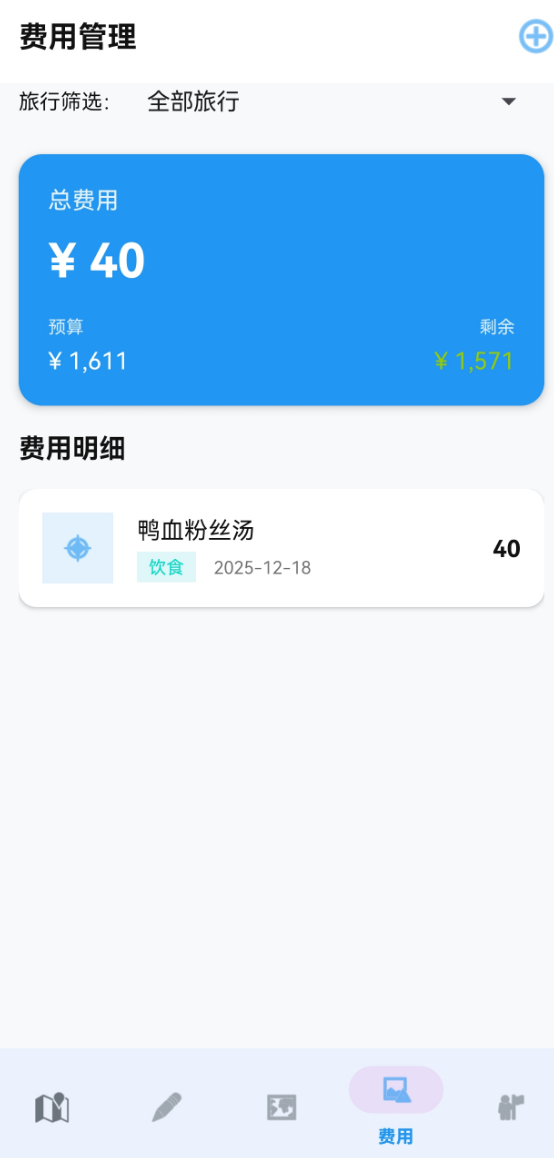 费用管理
旅行筛选： 全部旅行
总费用
¥ 40
预算 剩余
¥ 1,611 ¥ 1,571
费用明细
鸭血粉丝汤
饮食 2025-12-18 40
费用